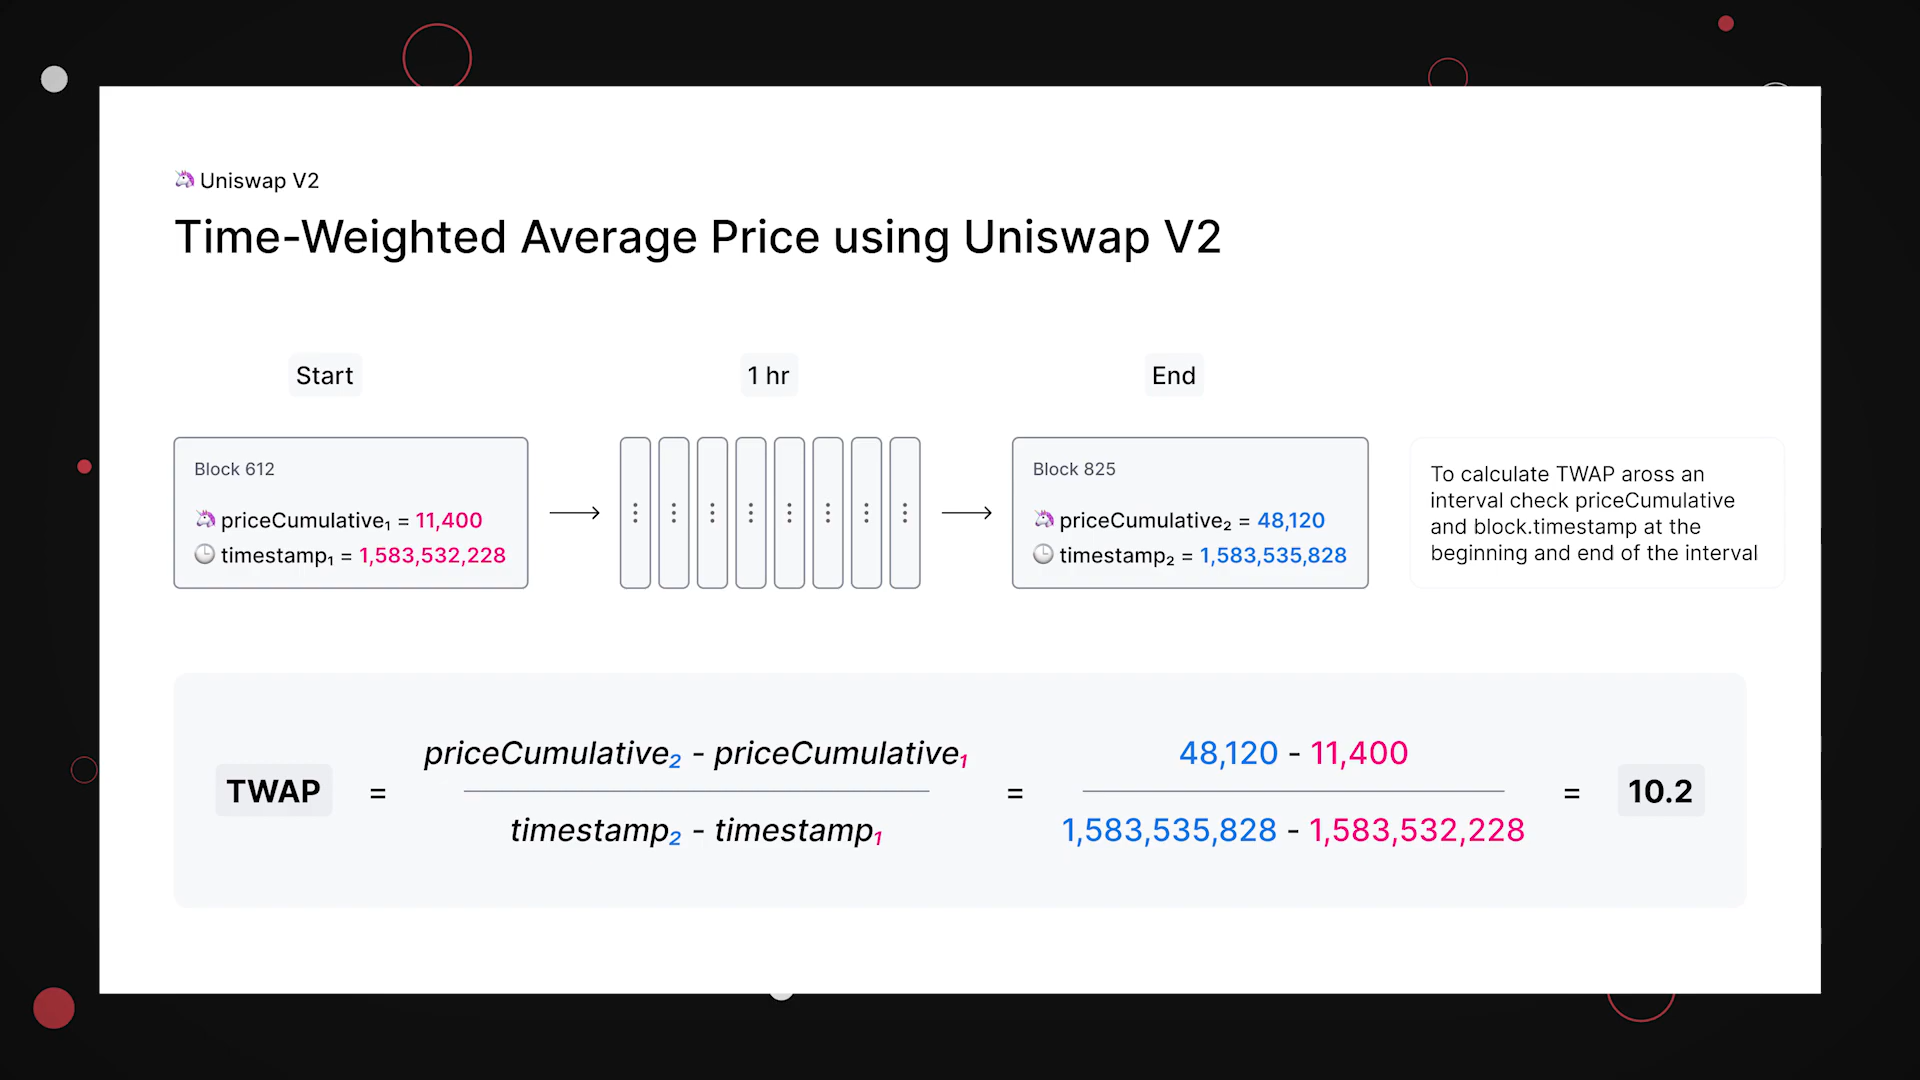 🦄 Uniswap V2
Time-Weighted Average Price using Uniswap V2
Start
1 hr
End
Block 612
🦄 priceCumulative₁ = 11,400
🕒 timestamp₁ = 1,583,532,228
Block 825
🦄 priceCumulative₂ = 48,120
🕒 timestamp₂ = 1,583,535,828
To calculate TWAP aross an
interval check priceCumulative
and block.timestamp at the
beginning and end of the interval
priceCumulative₂ - priceCumulative₁
48,120 - 11,400
TWAP = = = 10.2
timestamp₂ - timestamp₁
1,583,535,828 - 1,583,532,228